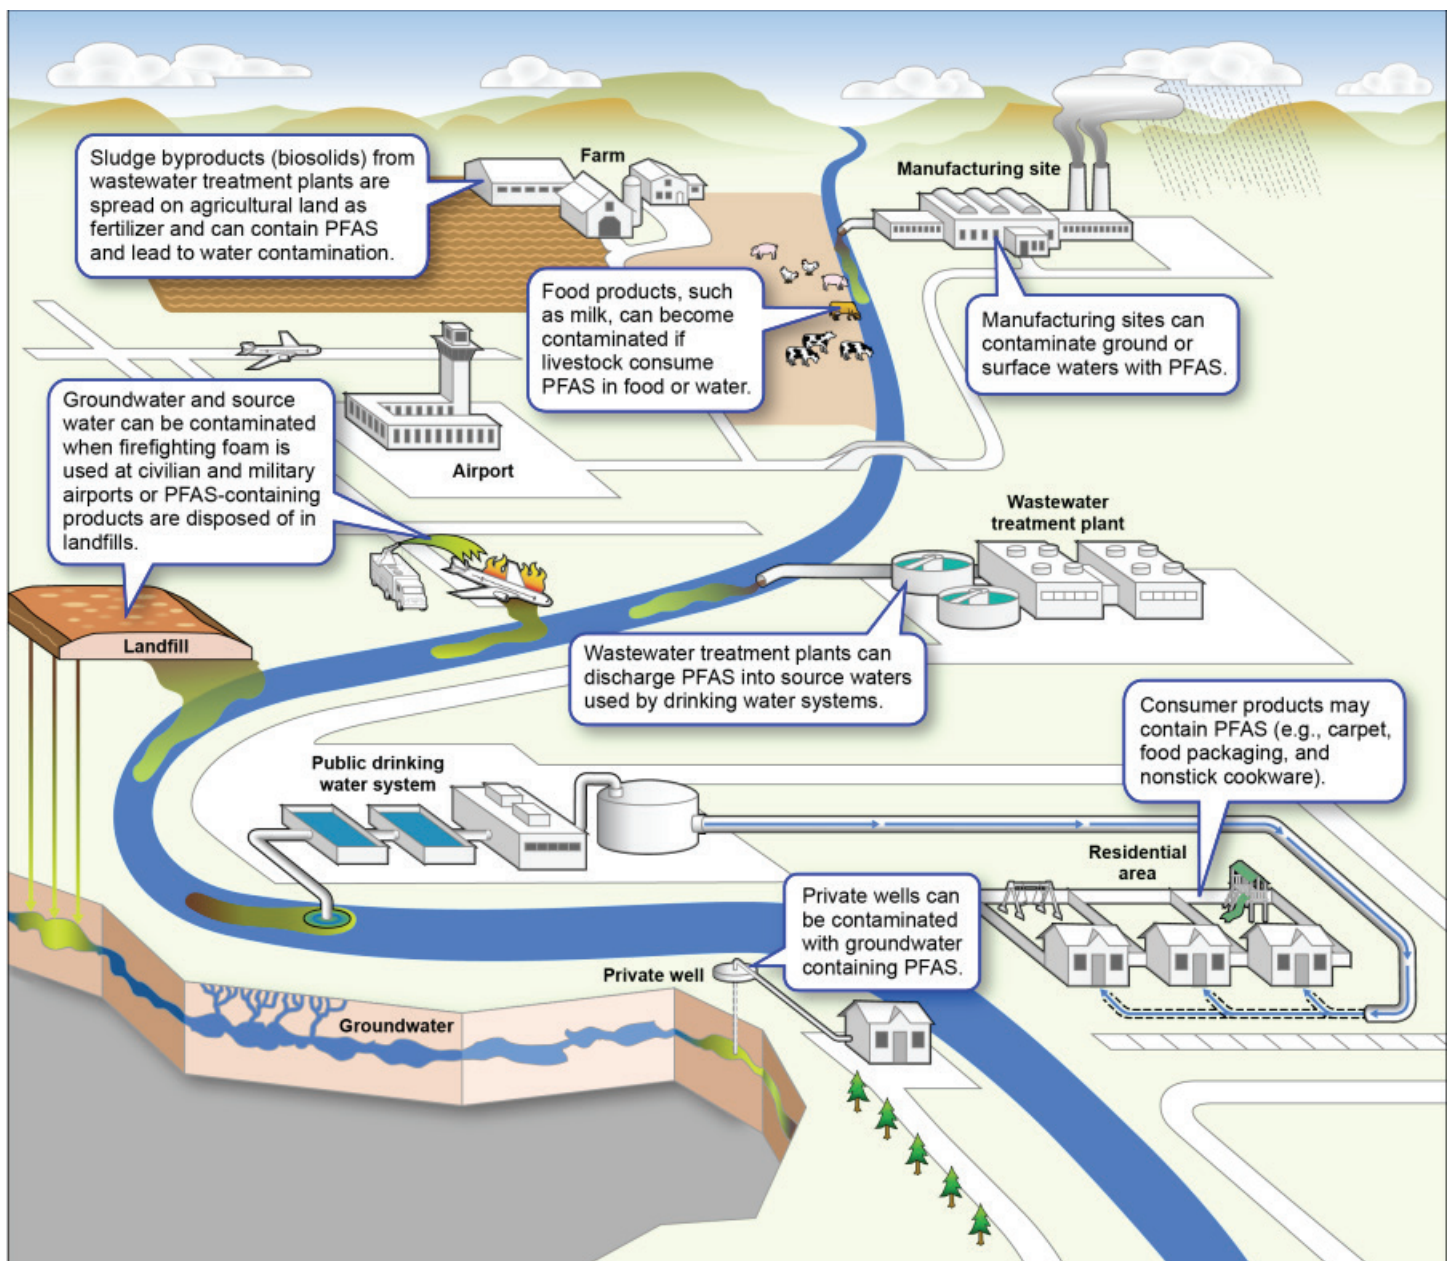 Sludge byproducts (biosolids) from
wastewater treatment plants are
spread on agricultural land as
fertilizer and can contain PFAS
and lead to water contamination.
Farm
Manufacturing site
Food products, such
as milk, can become
contaminated if
livestock consume
PFAS in food or water.
Manufacturing sites can
contaminate ground or
surface waters with PFAS.
Groundwater and source
water can be contaminated
when firefighting foam is
used at civilian and military
airports or PFAS-containing
products are disposed of in
landfills.
Airport
Wastewater
treatment plant
Landfill
Wastewater treatment plants can
discharge PFAS into source waters
used by drinking water systems.
Consumer products may
contain PFAS (e.g., carpet,
food packaging, and
nonstick cookware).
Public drinking
water system
Residential
area
Private wells can
be contaminated
with groundwater
containing PFAS.
Private well
Groundwater